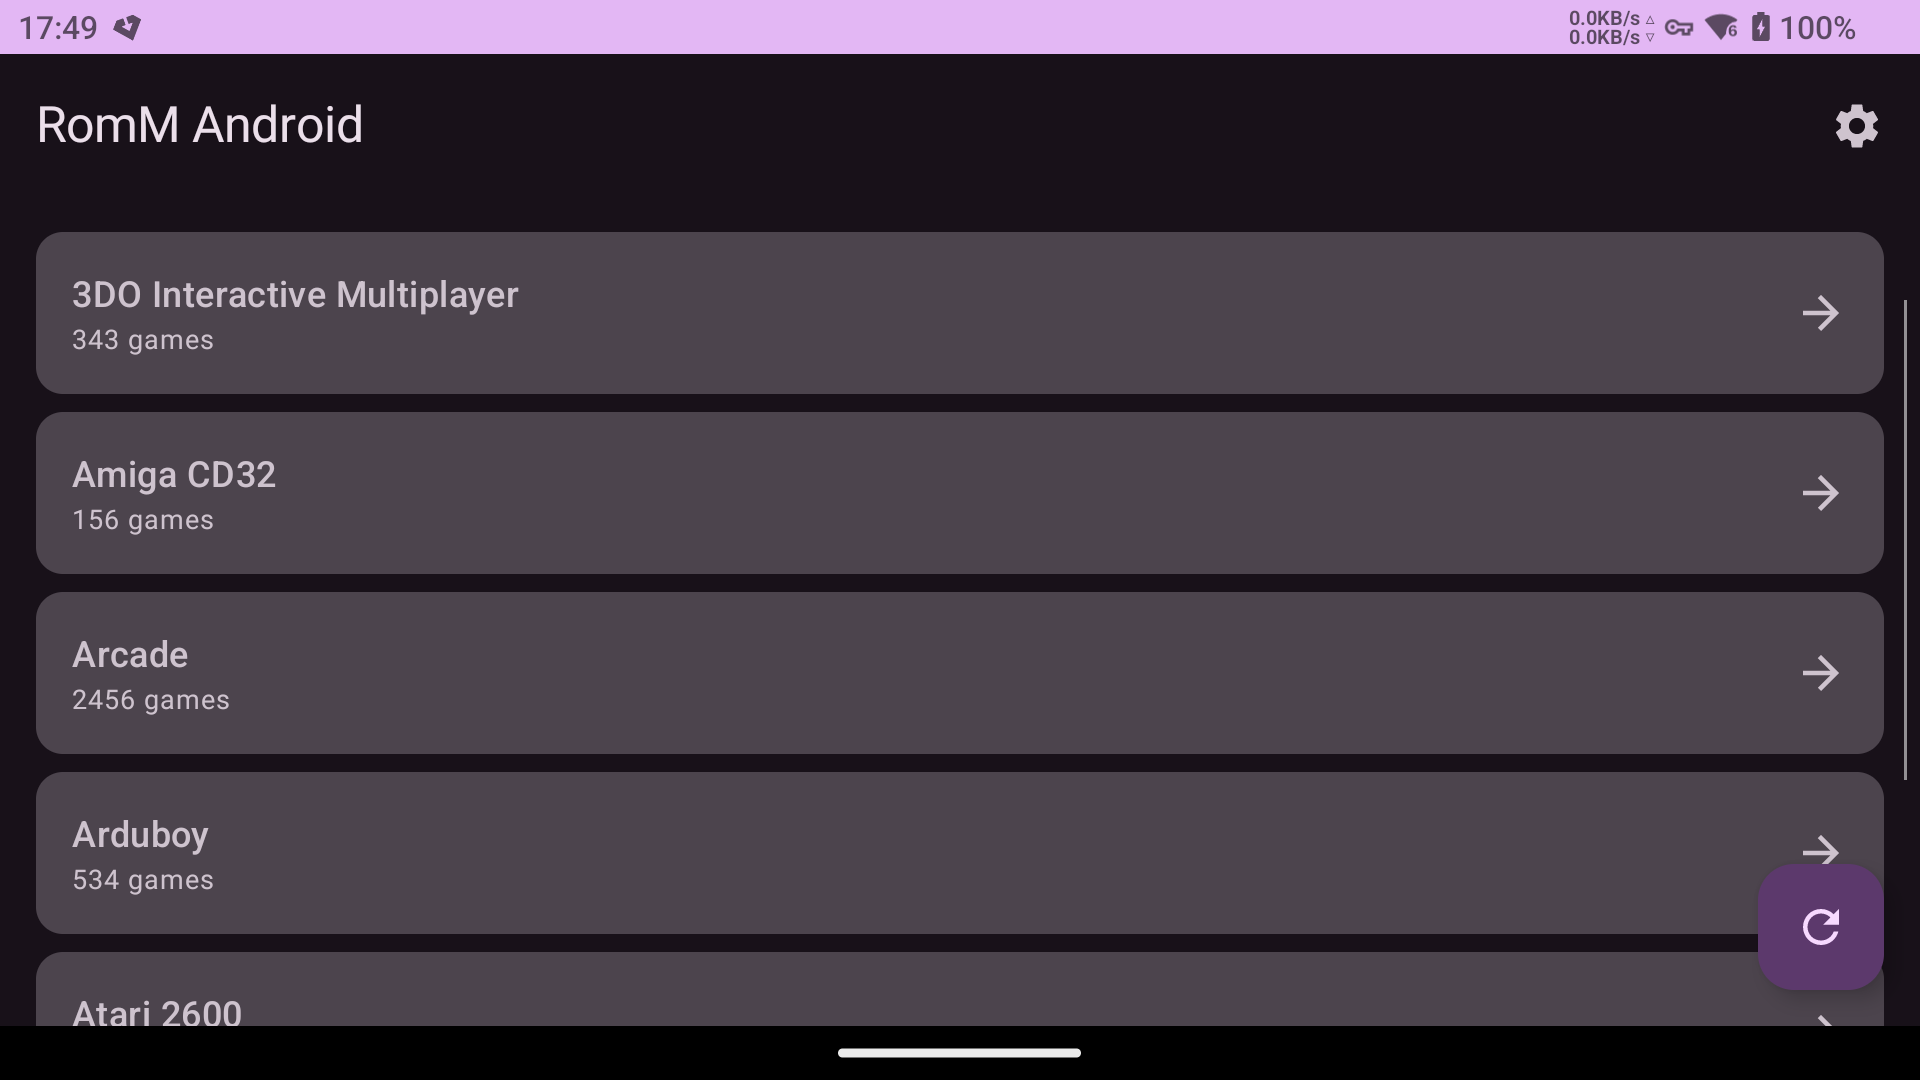 17:49
0.0KB/s
0.0KB/s
6
100%
RomM Android
3DO Interactive Multiplayer
343 games
Amiga CD32
156 games
Arcade
2456 games
Arduboy
534 games
Atari 2600